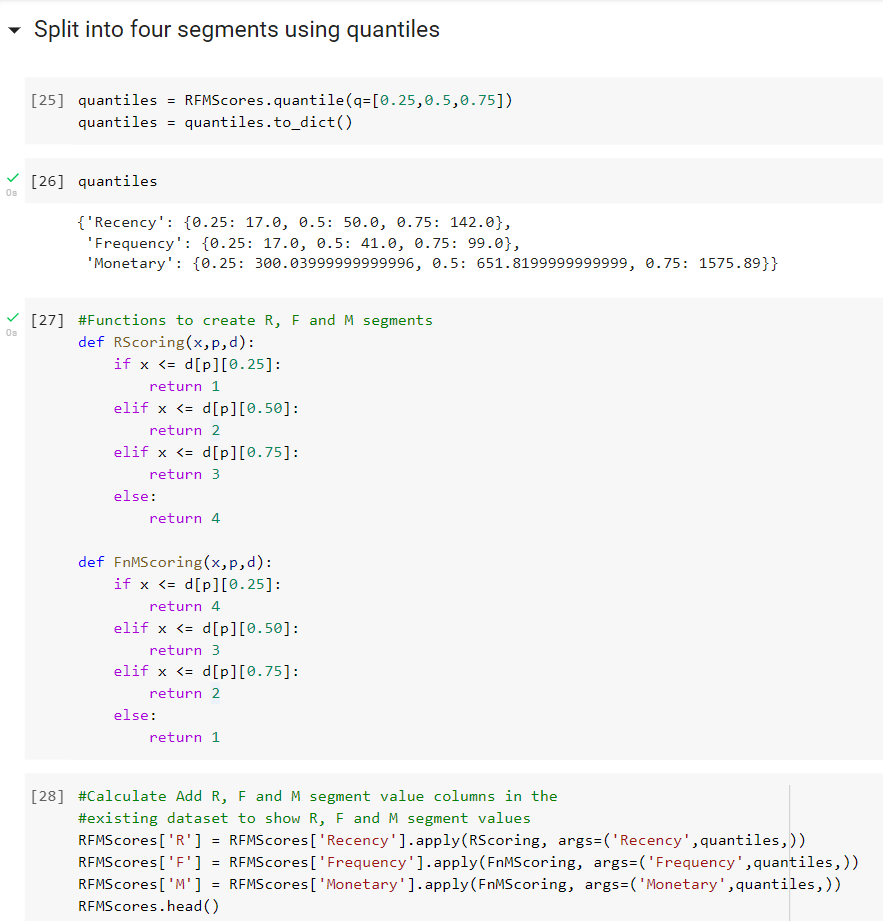 Split into four segments using quantiles
[25] quantiles = RFMScores.quantile(q=[0.25,0.5,0.75])
quantiles = quantiles.to_dict()
0s
[26] quantiles
{'Recency': {0.25: 17.0, 0.5: 50.0, 0.75: 142.0},
 'Frequency': {0.25: 17.0, 0.5: 41.0, 0.75: 99.0},
 'Monetary': {0.25: 300.03999999999996, 0.5: 651.8199999999999, 0.75: 1575.89}}
0s
[27] #Functions to create R, F and M segments
def RScoring(x,p,d):
    if x <= d[p][0.25]:
        return 1
    elif x <= d[p][0.50]:
        return 2
    elif x <= d[p][0.75]:
        return 3
    else:
        return 4
def FnMScoring(x,p,d):
    if x <= d[p][0.25]:
        return 4
    elif x <= d[p][0.50]:
        return 3
    elif x <= d[p][0.75]:
        return 2
    else:
        return 1
[28] #Calculate Add R, F and M segment value columns in the
#existing dataset to show R, F and M segment values
RFMScores['R'] = RFMScores['Recency'].apply(RScoring, args=('Recency',quantiles,))
RFMScores['F'] = RFMScores['Frequency'].apply(FnMScoring, args=('Frequency',quantiles,))
RFMScores['M'] = RFMScores['Monetary'].apply(FnMScoring, args=('Monetary',quantiles,))
RFMScores.head()